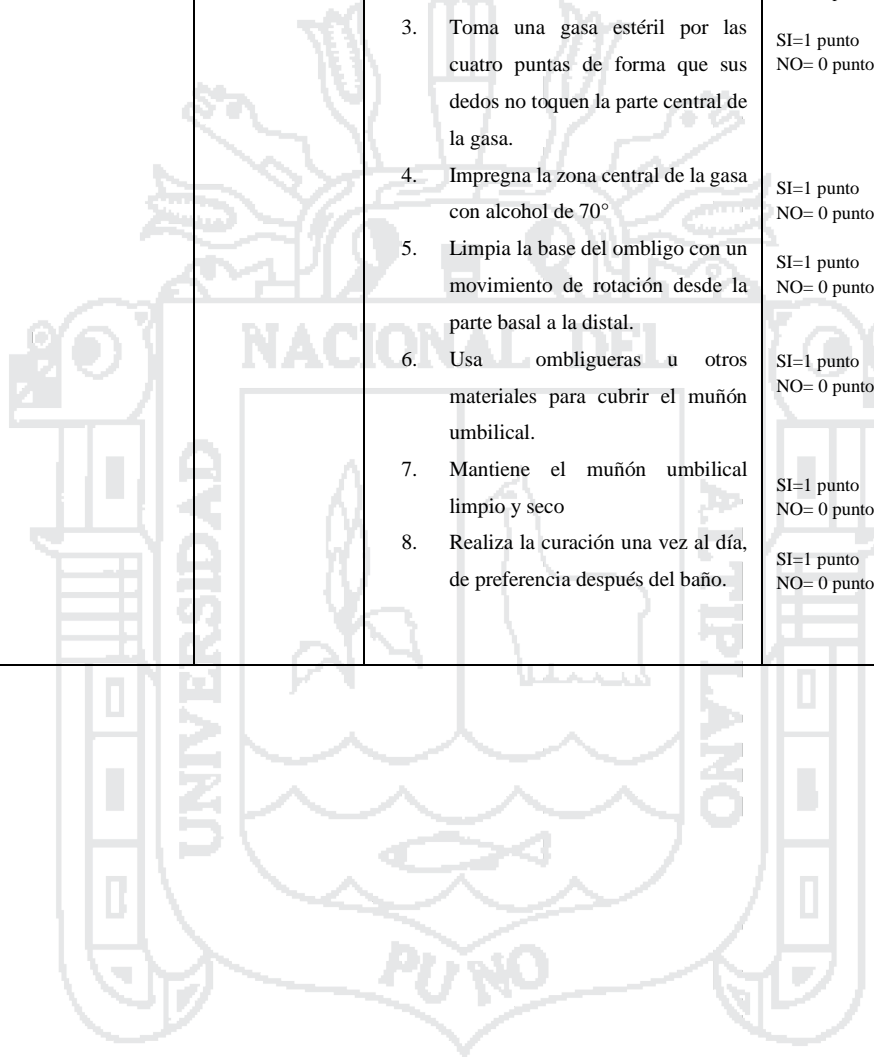 3. Toma una gasa estéril por las
cuatro puntas de forma que sus
dedos no toquen la parte central de
la gasa.
SI=1 punto
NO= 0 punto
4. Impregna la zona central de la gasa
con alcohol de 70°
SI=1 punto
NO= 0 punto
5. Limpia la base del ombligo con un
movimiento de rotación desde la
parte basal a la distal.
SI=1 punto
NO= 0 punto
6. Usa ombligueras u otros
materiales para cubrir el muñón
umbilical.
SI=1 punto
NO= 0 punto
7. Mantiene el muñón umbilical
limpio y seco
SI=1 punto
NO= 0 punto
8. Realiza la curación una vez al día,
de preferencia después del baño.
SI=1 punto
NO= 0 punto
NACIONAL DEL
UNIVERSIDAD
ALTIPLANO
PUNO